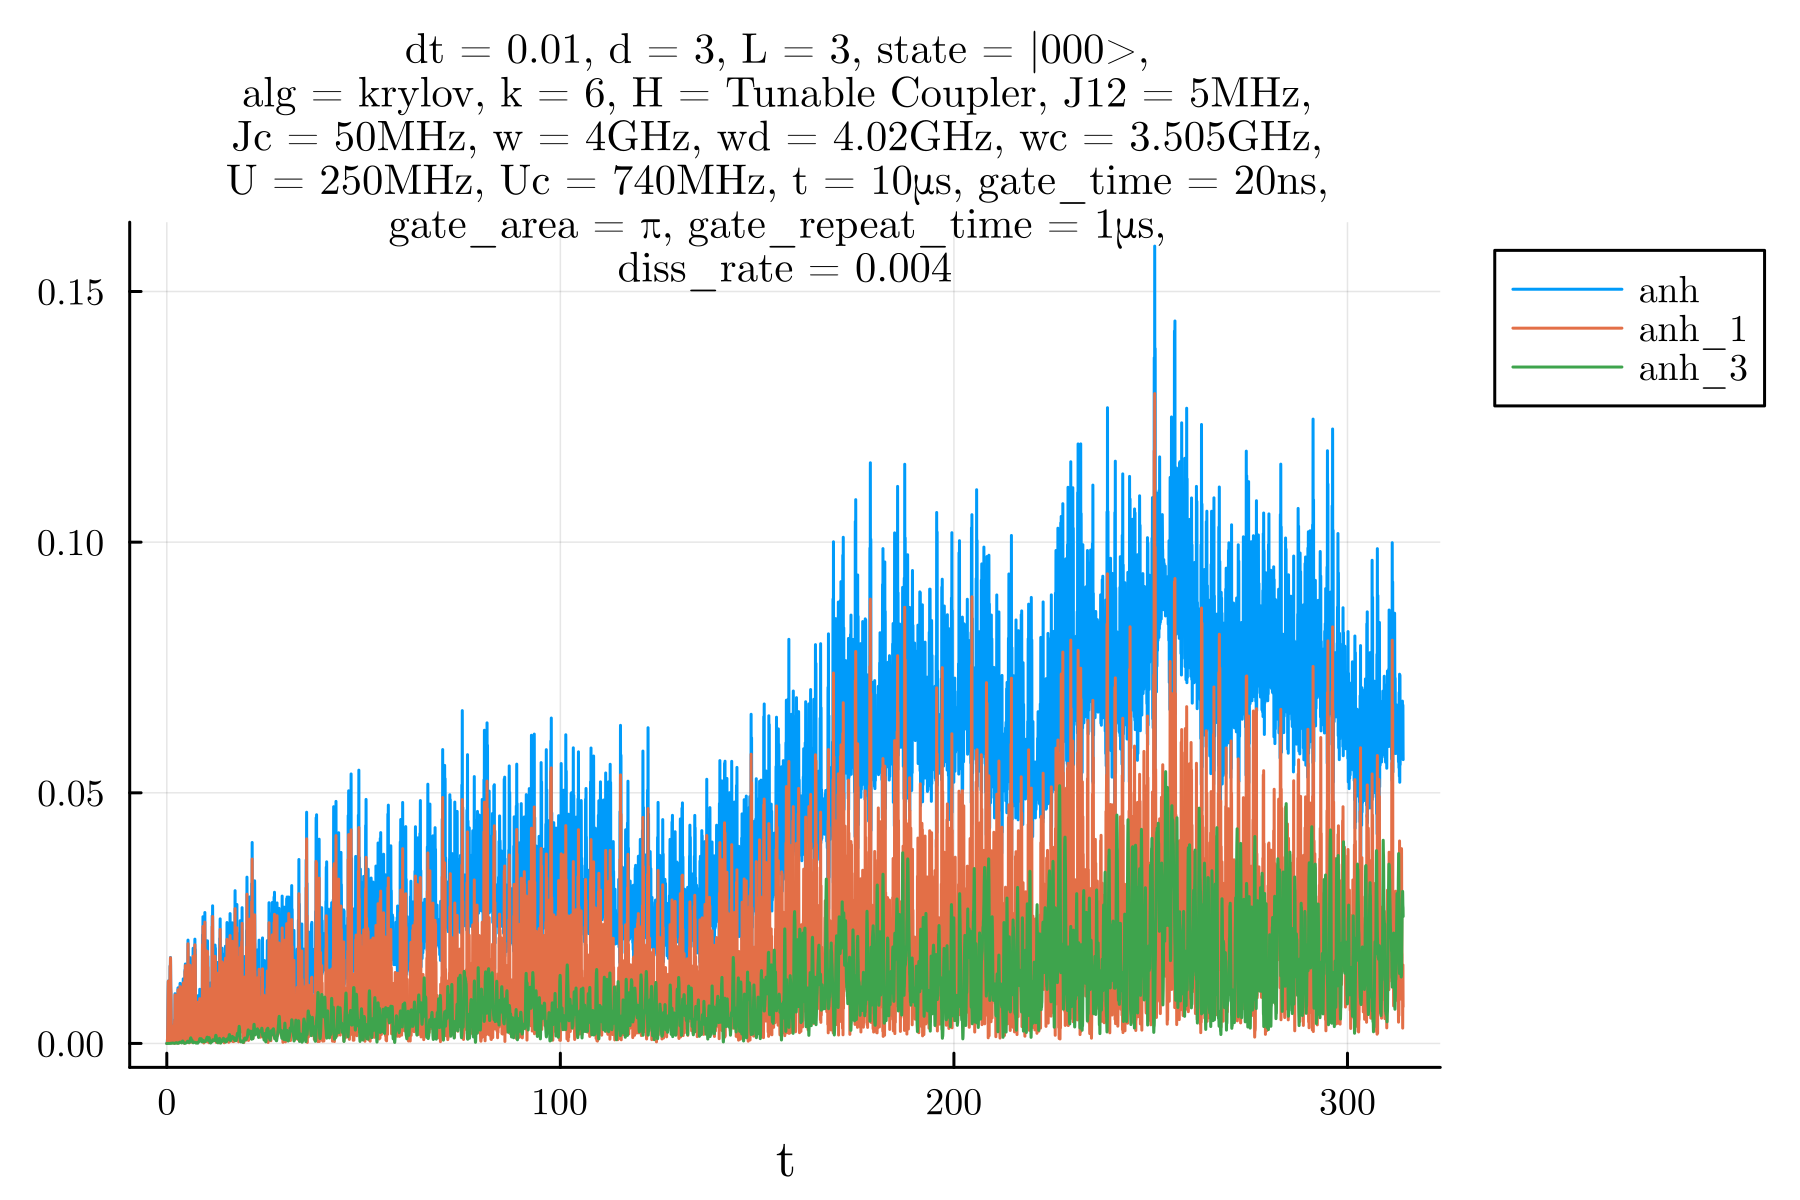 dt = 0.01, d = 3, L = 3, state = |000>,
alg = krylov, k = 6, H = Tunable Coupler, J12 = 5MHz,
Jc = 50MHz, w = 4GHz, wd = 4.02GHz, wc = 3.505GHz,
U = 250MHz, Uc = 740MHz, t = 10μs, gate_time = 20ns,
gate_area = π, gate_repeat_time = 1μs,
diss_rate = 0.004
anh
anh_1
anh_3
0.15
0.10
0.05
0.00
0 100 200 300
t